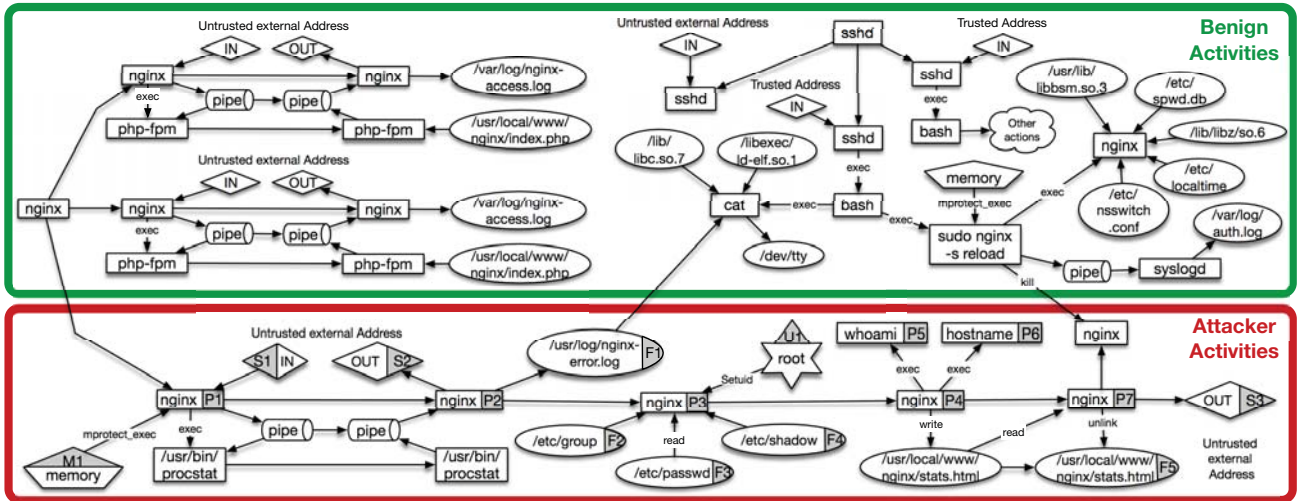 Untrusted external Address
IN
OUT
nginx
exec
nginx
pipe
pipe
php-fpm
php-fpm
/var/log/nginx-
access.log
/usr/local/www/
nginx/index.php
Untrusted external Address
IN
OUT
nginx
nginx
exec
nginx
pipe
pipe
php-fpm
php-fpm
/var/log/nginx-
access.log
/usr/local/www/
nginx/index.php
Untrusted external Address
IN
sshd
sshd
Trusted Address
IN
sshd
exec
bash
Other
actions
Trusted Address
IN
sshd
exec
bash
exec
cat
/lib/
libc.so.7
/libexec/
ld-elf.so.1
/dev/tty
exec
memory
mprotect_exec
sudo nginx
-s reload
exec
nginx
/usr/lib/
libbsm.so.3
/etc/
spwd.db
/lib/libz/so.6
/etc/
localtime
/etc/
nsswitch
.conf
pipe
syslogd
/var/log/
auth.log
kill
Benign
Activities
Attacker
Activities
Untrusted external Address
S1 IN
OUT S2
nginx P1
mprotect_exec
M1
memory
exec
/usr/bin/
procstat
pipe
pipe
/usr/bin/
procstat
nginx P2
/usr/log/nginx-
error.log
F1
nginx P3
Setuid
U1
root
/etc/group F2
read
/etc/passwd F3
/etc/shadow F4
whoami P5
hostname P6
exec
exec
nginx P4
write
/usr/local/www/
nginx/stats.html
read
nginx
nginx P7
unlink
/usr/local/www/
nginx/stats.html
F5
OUT S3
Untrusted
external
Address